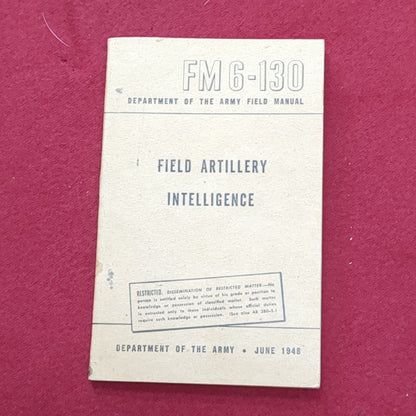 FM 6-130
DEPARTMENT OF THE ARMY FIELD MANUAL
FIELD ARTILLERY
INTELLIGENCE
RESTRICTED. DISSEMINATION OF RESTRICTED MATTER.—No
person is entitled solely by virtue of his grade or position to
knowledge or possession of classified matter. Such matter
is entrusted only to those individuals whose official duties
require such knowledge or possession. (See also AR 380-5.)
DEPARTMENT OF THE ARMY • JUNE 1948